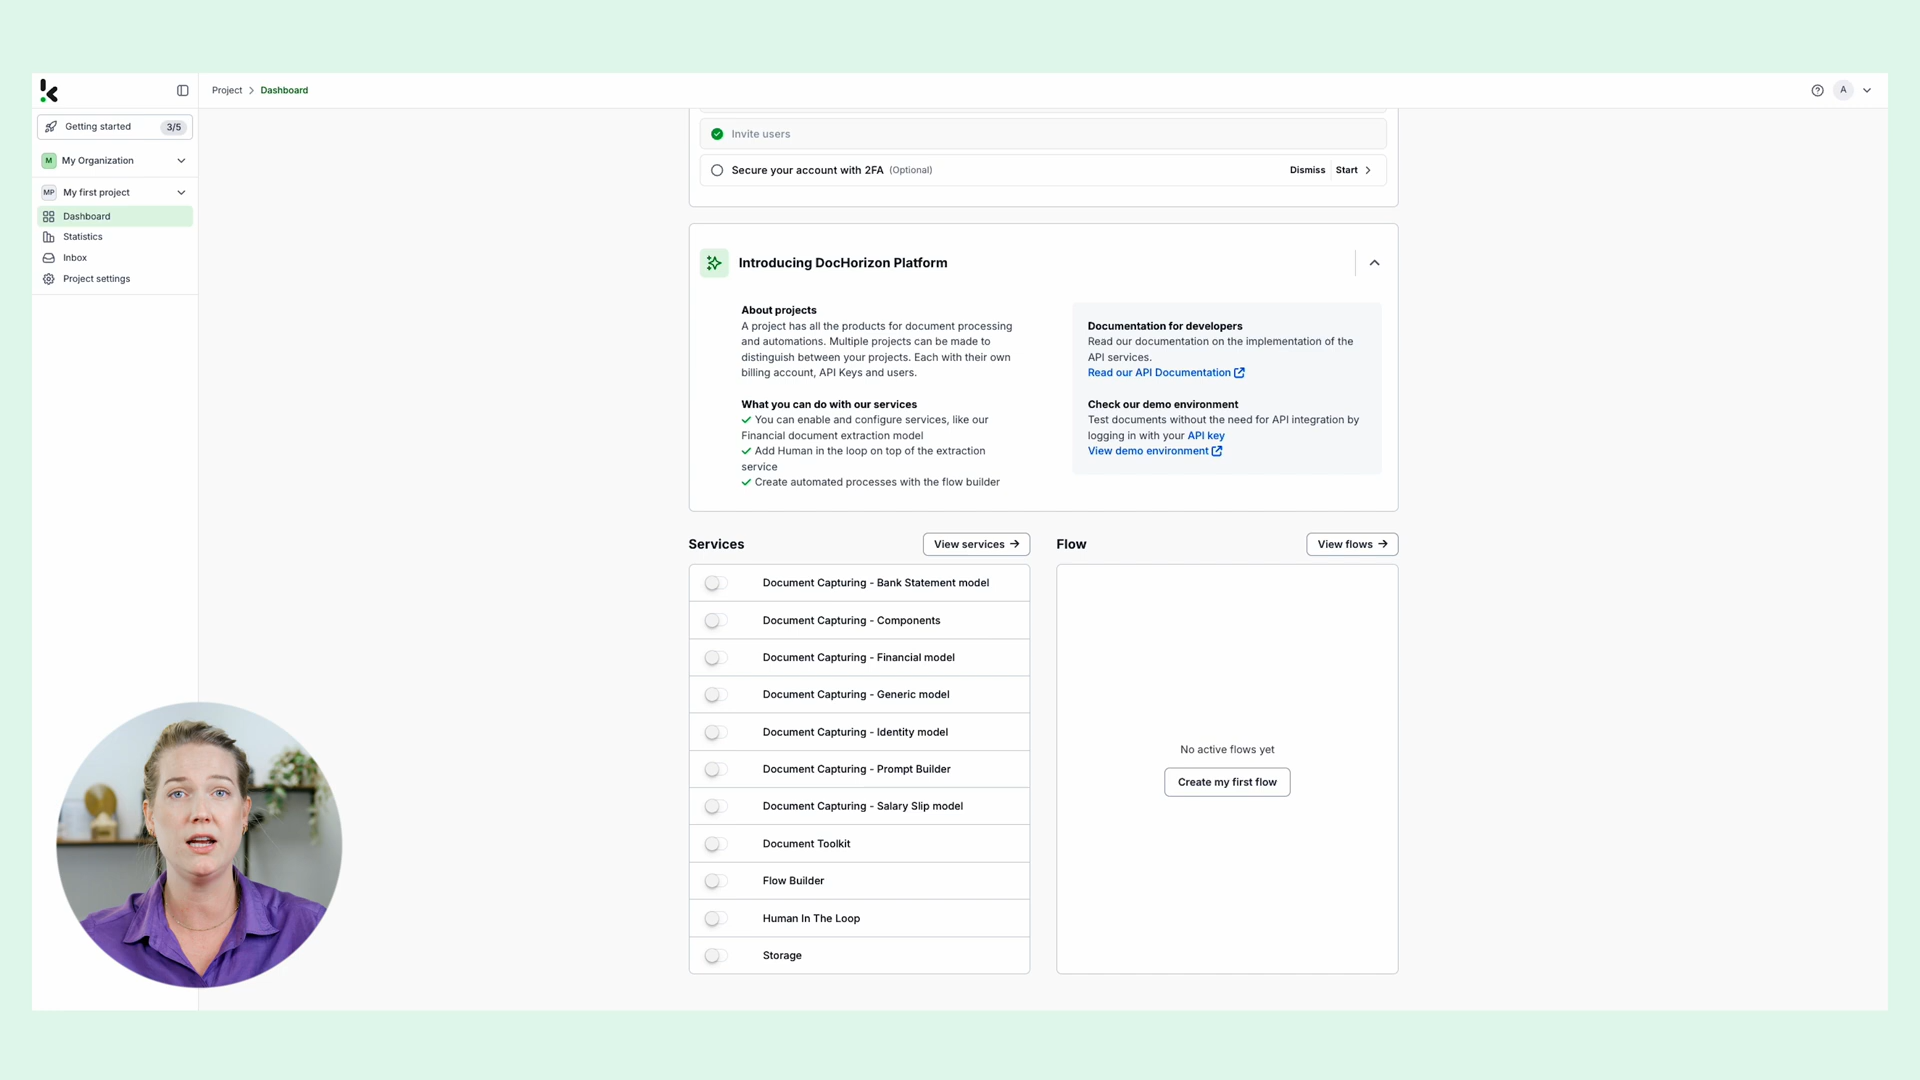 Project > Dashboard
A
Getting started 3/5
M My Organization
MP My first project
Dashboard
Statistics
Inbox
Project settings
Invite users
Secure your account with 2FA (Optional) Dismiss Start
Introducing DocHorizon Platform
About projects
A project has all the products for document processing
and automations. Multiple projects can be made to
distinguish between your projects. Each with their own
billing account, API Keys and users.
What you can do with our services
You can enable and configure services, like our
Financial document extraction model
Add Human in the loop on top of the extraction
service
Create automated processes with the flow builder
Documentation for developers
Read our documentation on the implementation of the
API services.
Read our API Documentation
Check our demo environment
Test documents without the need for API integration by
logging in with your API key
View demo environment
Services View services →
Document Capturing - Bank Statement model
Document Capturing - Components
Document Capturing - Financial model
Document Capturing - Generic model
Document Capturing - Identity model
Document Capturing - Prompt Builder
Document Capturing - Salary Slip model
Document Toolkit
Flow Builder
Human In The Loop
Storage
Flow View flows →
No active flows yet
Create my first flow